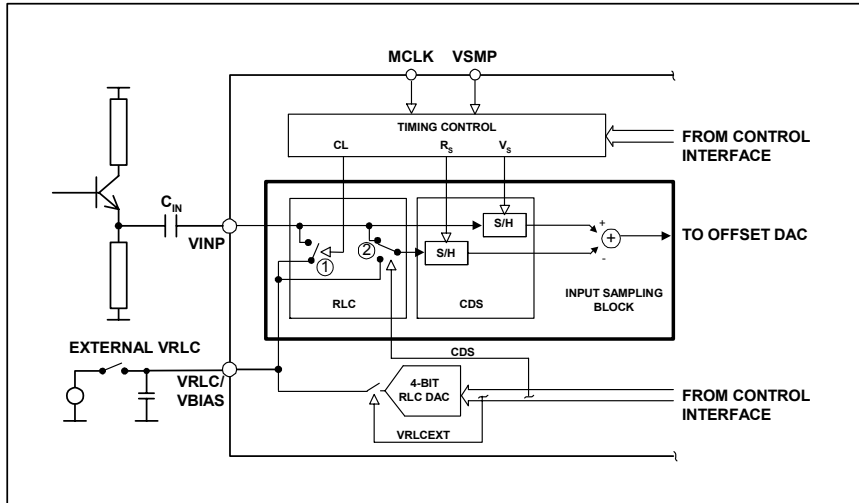 MCLK VSMP
TIMING CONTROL
CL RS VS
FROM CONTROL
INTERFACE
CIN
VINP
S/H
S/H
+
+
-
TO OFFSET DAC
1
2
RLC
CDS
INPUT SAMPLING
BLOCK
EXTERNAL VRLC
VRLC/
VBIAS
CDS
4-BIT
RLC DAC
FROM CONTROL
INTERFACE
VRLCEXT